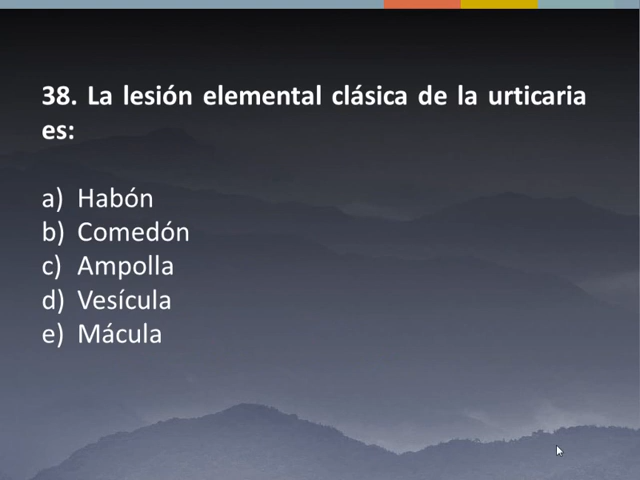 38. La lesión elemental clásica de la urticaria
es:
a) Habón
b) Comedón
c) Ampolla
d) Vesícula
e) Mácula